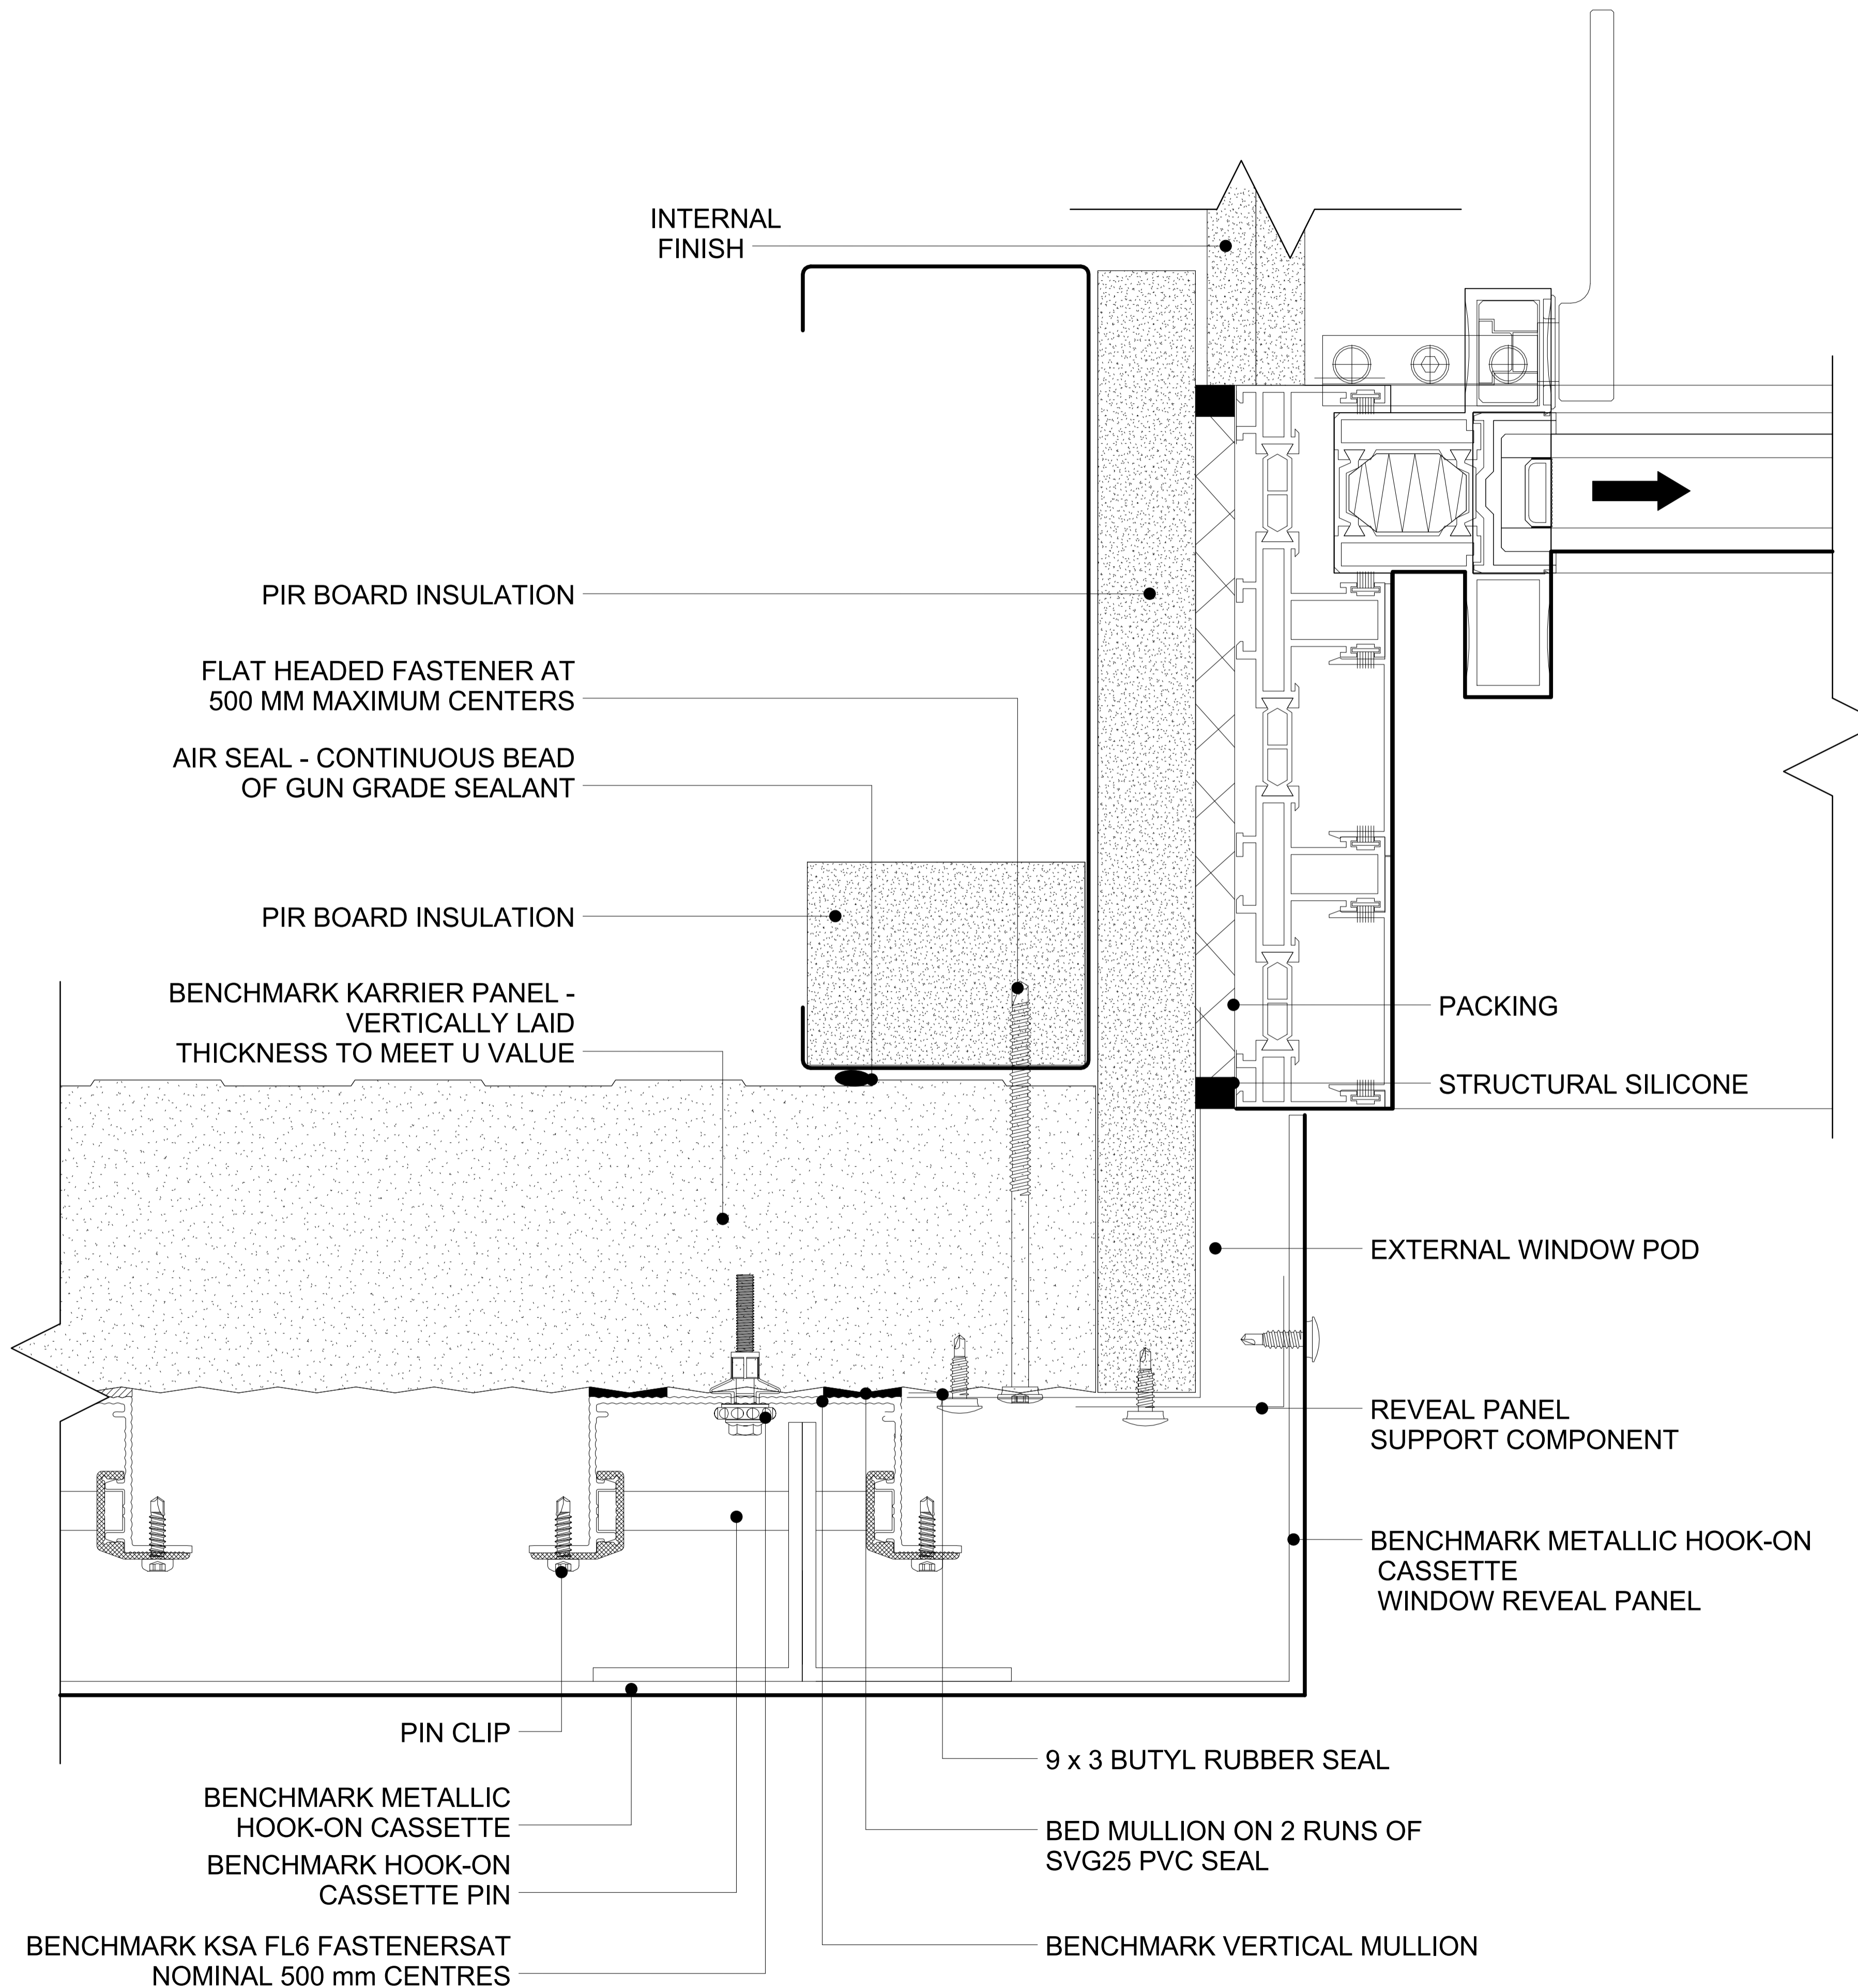 INTERNAL
FINISH
PIR BOARD INSULATION
FLAT HEADED FASTENER AT
500 MM MAXIMUM CENTERS
AIR SEAL - CONTINUOUS BEAD
OF GUN GRADE SEALANT
PIR BOARD INSULATION
BENCHMARK KARRIER PANEL -
VERTICALLY LAID
THICKNESS TO MEET U VALUE
PACKING
STRUCTURAL SILICONE
EXTERNAL WINDOW POD
REVEAL PANEL
SUPPORT COMPONENT
BENCHMARK METALLIC HOOK-ON
CASSETTE
WINDOW REVEAL PANEL
PIN CLIP
BENCHMARK METALLIC
HOOK-ON CASSETTE
BENCHMARK HOOK-ON
CASSETTE PIN
BENCHMARK KSA FL6 FASTENERSAT
NOMINAL 500 mm CENTRES
9 x 3 BUTYL RUBBER SEAL
BED MULLION ON 2 RUNS OF
SVG25 PVC SEAL
BENCHMARK VERTICAL MULLION